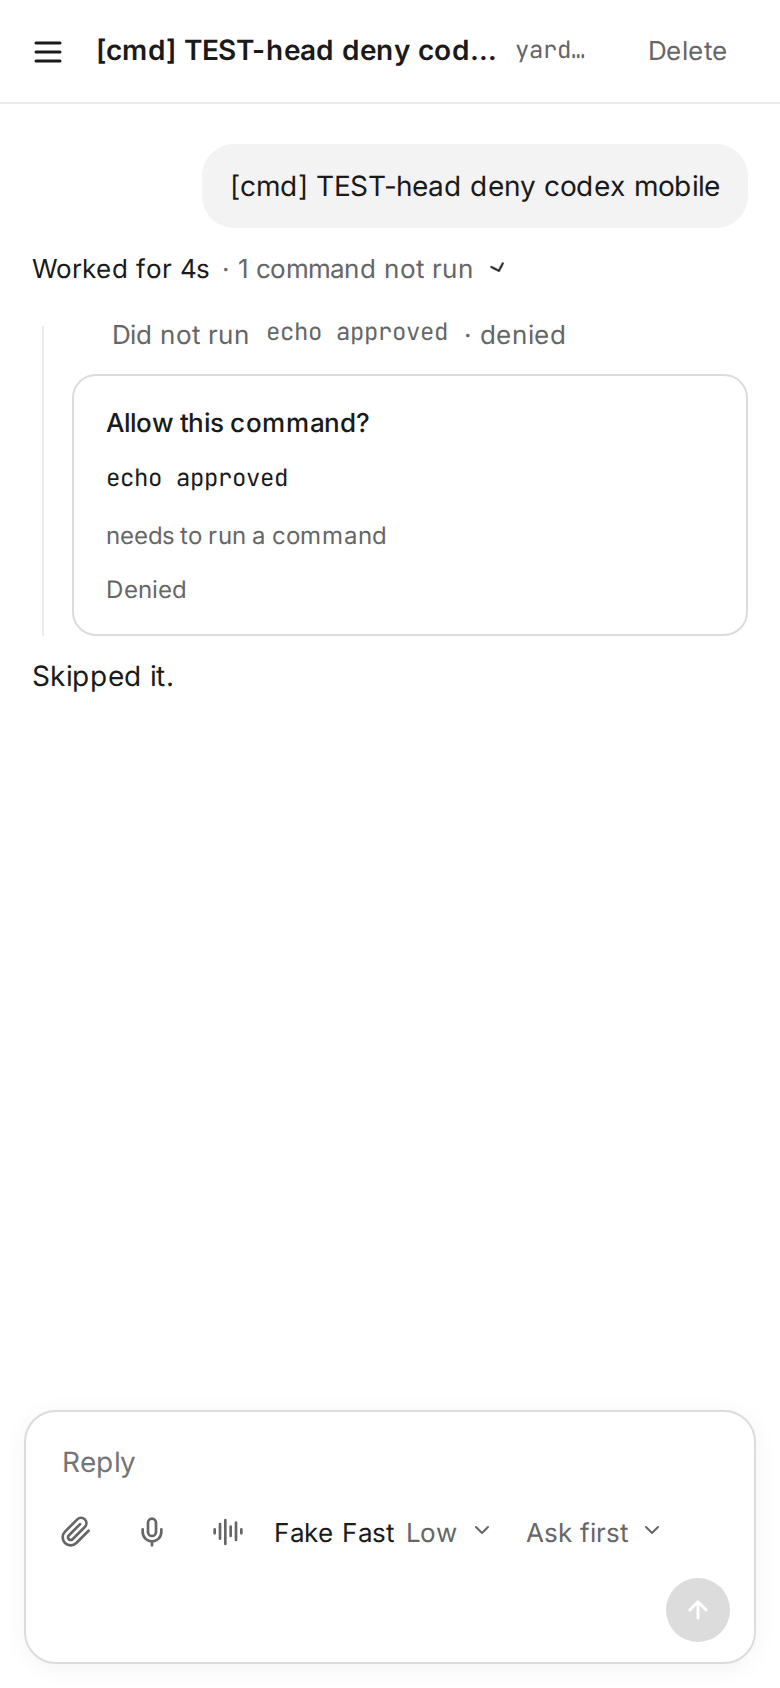 [cmd] TEST-head deny cod... yard... Delete
[cmd] TEST-head deny codex mobile
Worked for 4s · 1 command not run
Did not run echo approved · denied
Allow this command?
echo approved
needs to run a command
Denied
Skipped it.
Reply
Fake Fast Low Ask first